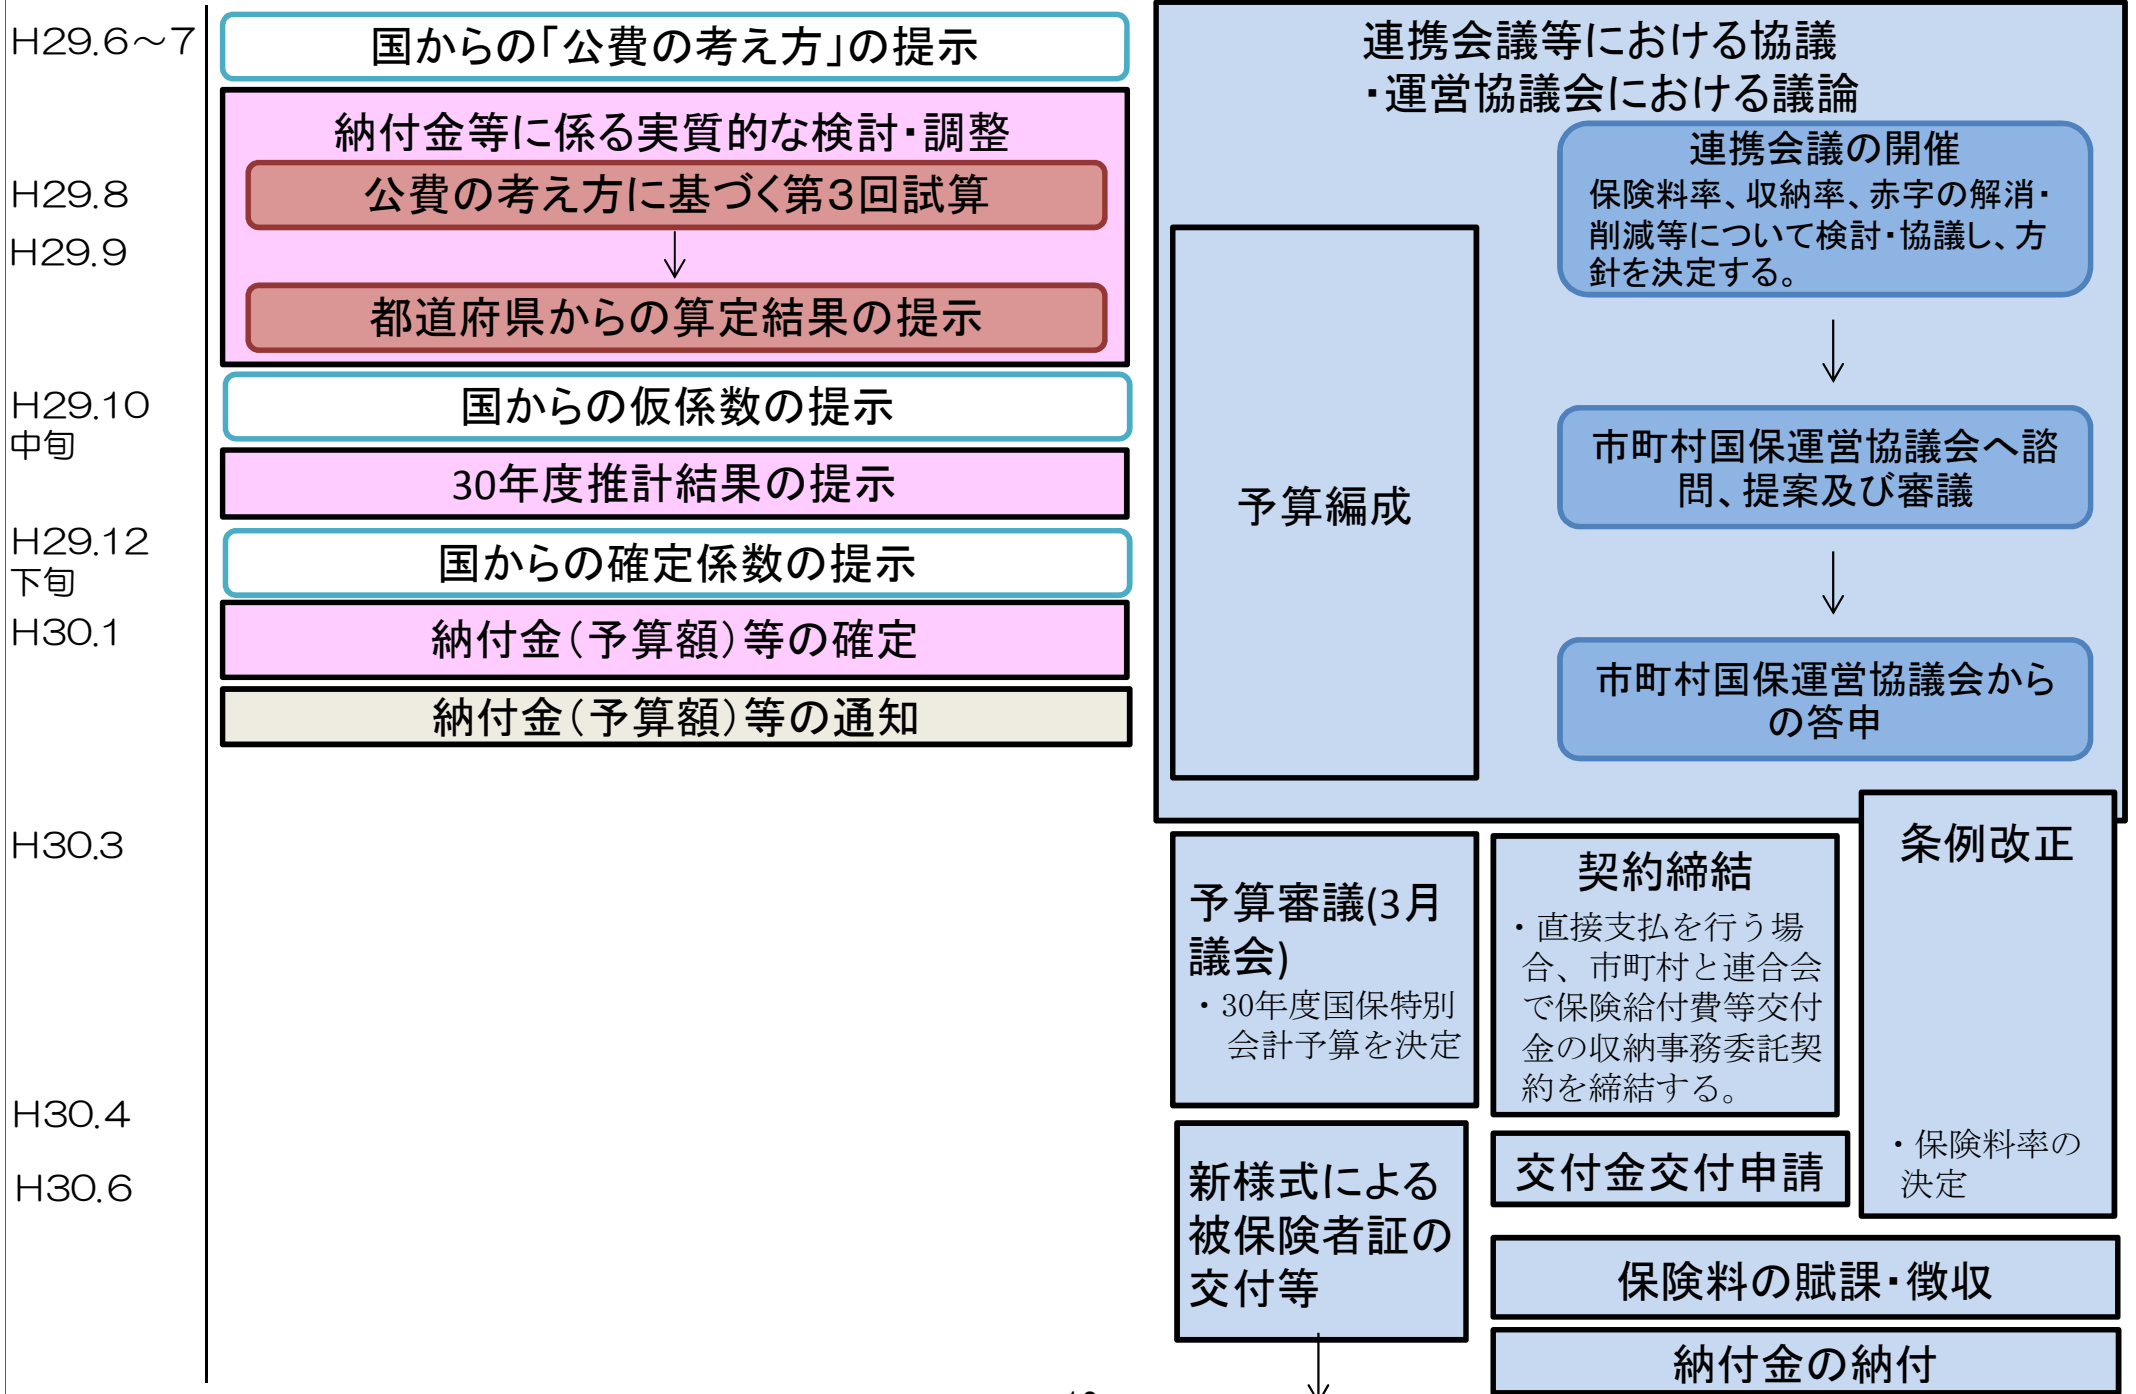 H29.6～7
国からの「公費の考え方」の提示
納付金等に係る実質的な検討・調整
H29.8
公費の考え方に基づく第3回試算
H29.9
都道府県からの算定結果の提示
H29.10
中旬
国からの仮係数の提示
30年度推計結果の提示
H29.12
下旬
国からの確定係数の提示
H30.1
納付金（予算額）等の確定
納付金（予算額）等の通知
連携会議等における協議
・運営協議会における議論
連携会議の開催
保険料率、収納率、赤字の解消・
削減等について検討・協議し、方
針を決定する。
予算編成
市町村国保運営協議会へ諮
問、提案及び審議
市町村国保運営協議会から
の答申
H30.3
予算審議(3月
議会)
・30年度国保特別
会計予算を決定
契約締結
・直接支払を行う場
合、市町村と連合会
で保険給付費等交付
金の収納事務委託契
約を締結する。
条例改正
・保険料率の
決定
H30.4
H30.6
新様式による
被保険者証の
交付等
交付金交付申請
保険料の賦課・徴収
納付金の納付